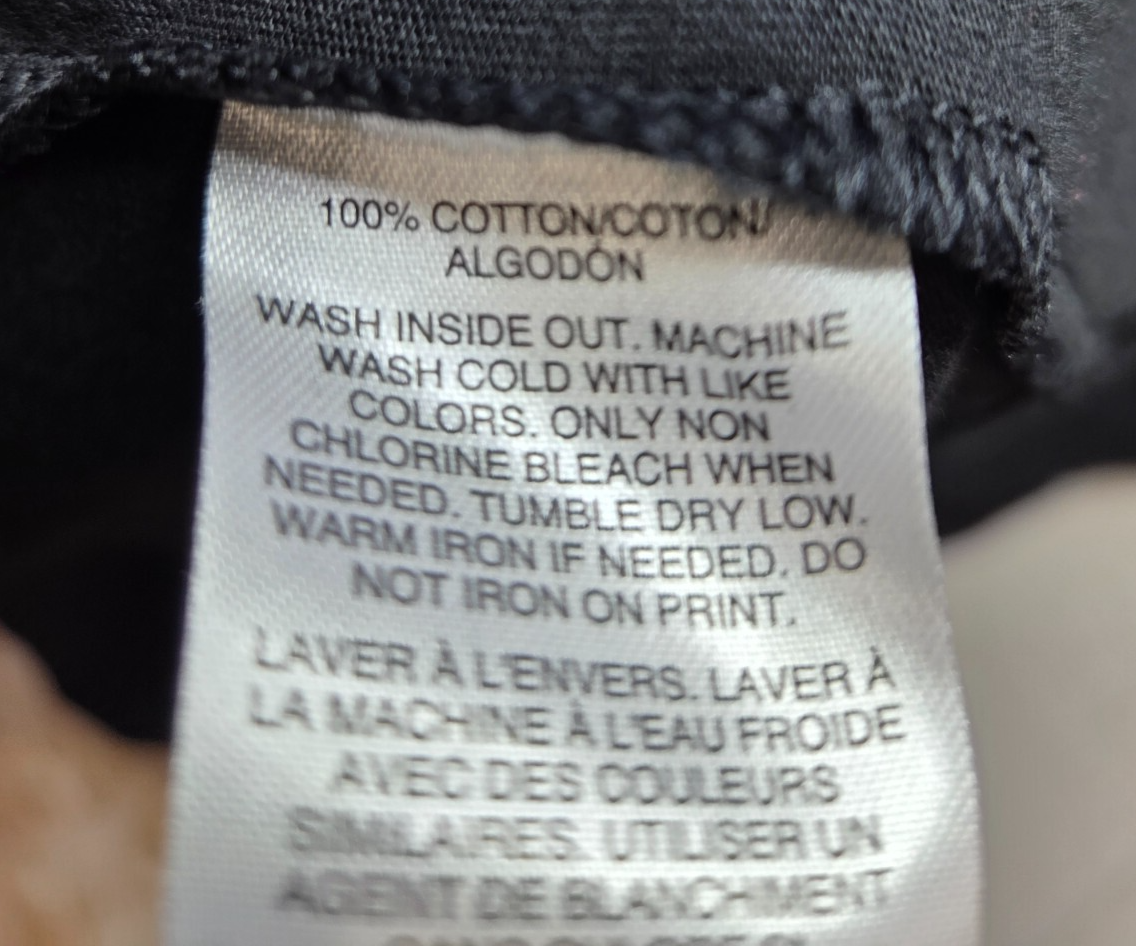 100% COTTON/COTON/
ALGODÓN
WASH INSIDE OUT. MACHINE
WASH COLD WITH LIKE
COLORS. ONLY NON
CHLORINE BLEACH WHEN
NEEDED. TUMBLE DRY LOW.
WARM IRON IF NEEDED. DO
NOT IRON ON PRINT.
LAVER À L'ENVERS. LAVER À
LA MACHINE À L'EAU FROIDE
AVEC DES COULEURS
SIMILAIRES. UTILISER UN
AGENT DE BLANCHIMENT